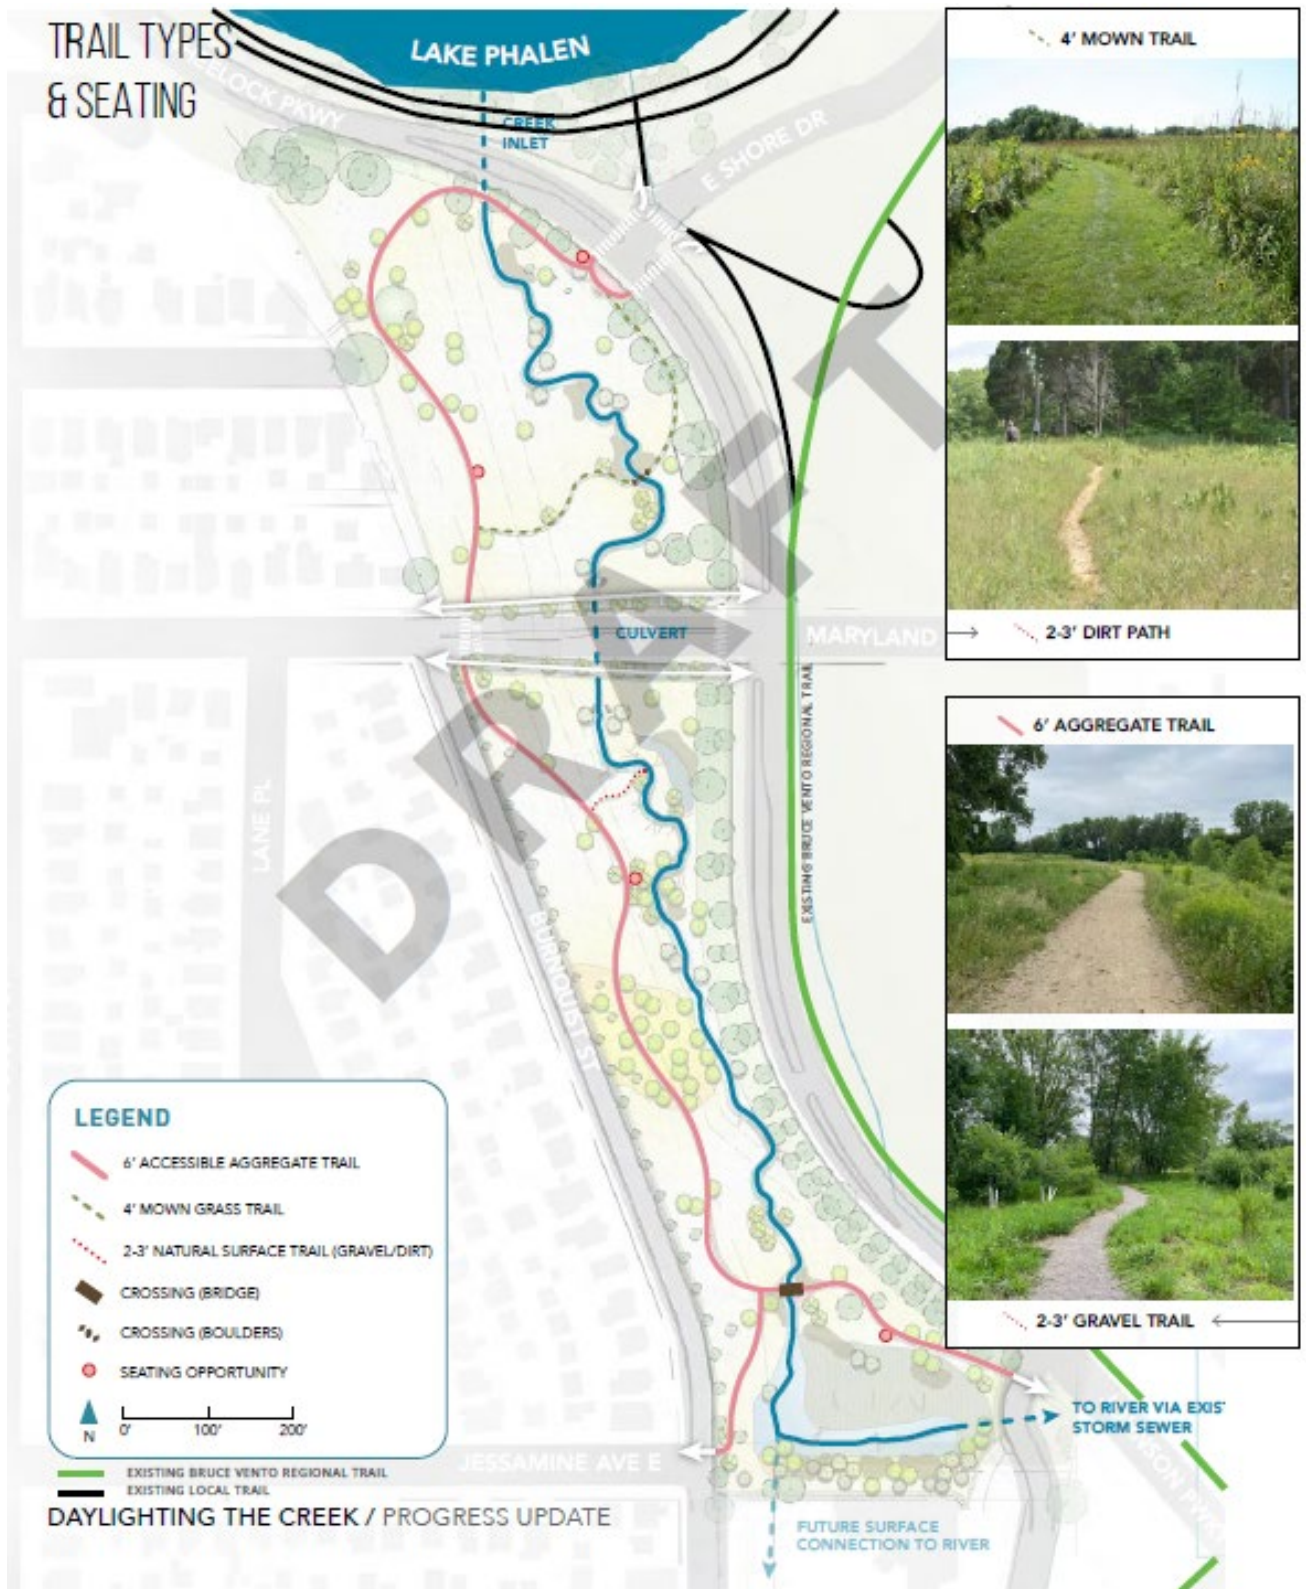 TRAIL TYPES
& SEATING
LAKE PHALEN
CREEK
INLET
E SHORE DR
4' MOWN TRAIL
2-3' DIRT PATH
6' AGGREGATE TRAIL
2-3' GRAVEL TRAIL
DRAFT
CULVERT
MARYLAND
EXISTING BRUCE VENTO REGIONAL TRAIL
LANE PL
BURNQUIST ST
LEGEND
6' ACCESSIBLE AGGREGATE TRAIL
4' MOWN GRASS TRAIL
2-3' NATURAL SURFACE TRAIL (GRAVEL/DIRT)
CROSSING (BRIDGE)
CROSSING (BOULDERS)
SEATING OPPORTUNITY
N
0' 100' 200'
EXISTING BRUCE VENTO REGIONAL TRAIL
EXISTING LOCAL TRAIL
JESSAMINE AVE E
TO RIVER VIA EXIS
STORM SEWER
FUTURE SURFACE
CONNECTION TO RIVER
DAYLIGHTING THE CREEK / PROGRESS UPDATE